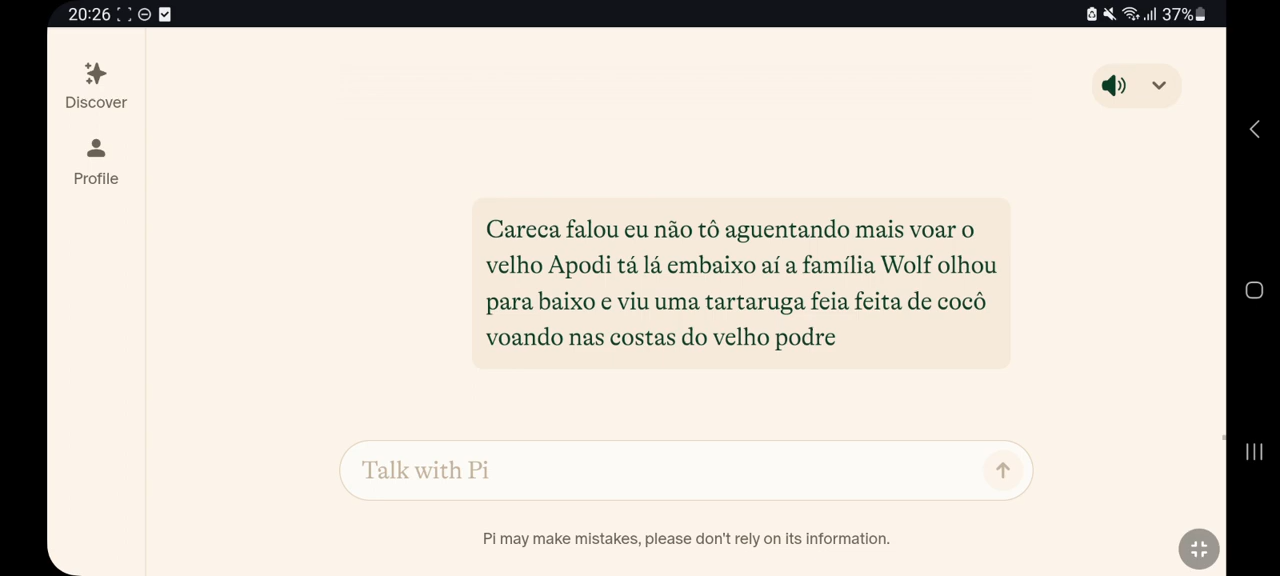 20:26
37%
Discover
Profile
Careca falou eu não tô aguentando mais voar o
velho Apodi tá lá embaixo aí a família Wolf olhou
para baixo e viu uma tartaruga feia feita de cocô
voando nas costas do velho podre
Talk with Pi
Pi may make mistakes, please don't rely on its information.